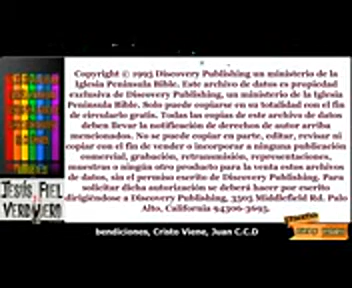 Copyright © 1993 Discovery Publishing un ministerio de la
Iglesia Peninsula Bible. Este archivo de datos es propiedad
exclusiva de Discovery Publishing, un ministerio de la Iglesia
Peninsula Bible. Solo puede copiarse en su totalidad con el fin
de circularlo gratis. Todas las copias de este archivo de datos
deben llevar la notificación de derechos de autor arriba
mencionados. No se puede copiar en parte, editar, revisar ni
copiar con el fin de vender o incorporar a ninguna publicación
comercial, grabación, retransmisión, representaciones,
muestras o ningún otro producto para la venta estos archivos
de datos, sin el permiso escrito de Discovery Publishing. Para
solicitar dicha autorización se deberá hacer por escrito
dirigiéndose a Discovery Publishing, 3505 Middlefield Rd. Palo
Alto, California 94306-3695.
JESÚS FIEL
Y VERDADERO
bendiciones, Cristo Viene, Juan C.C.D